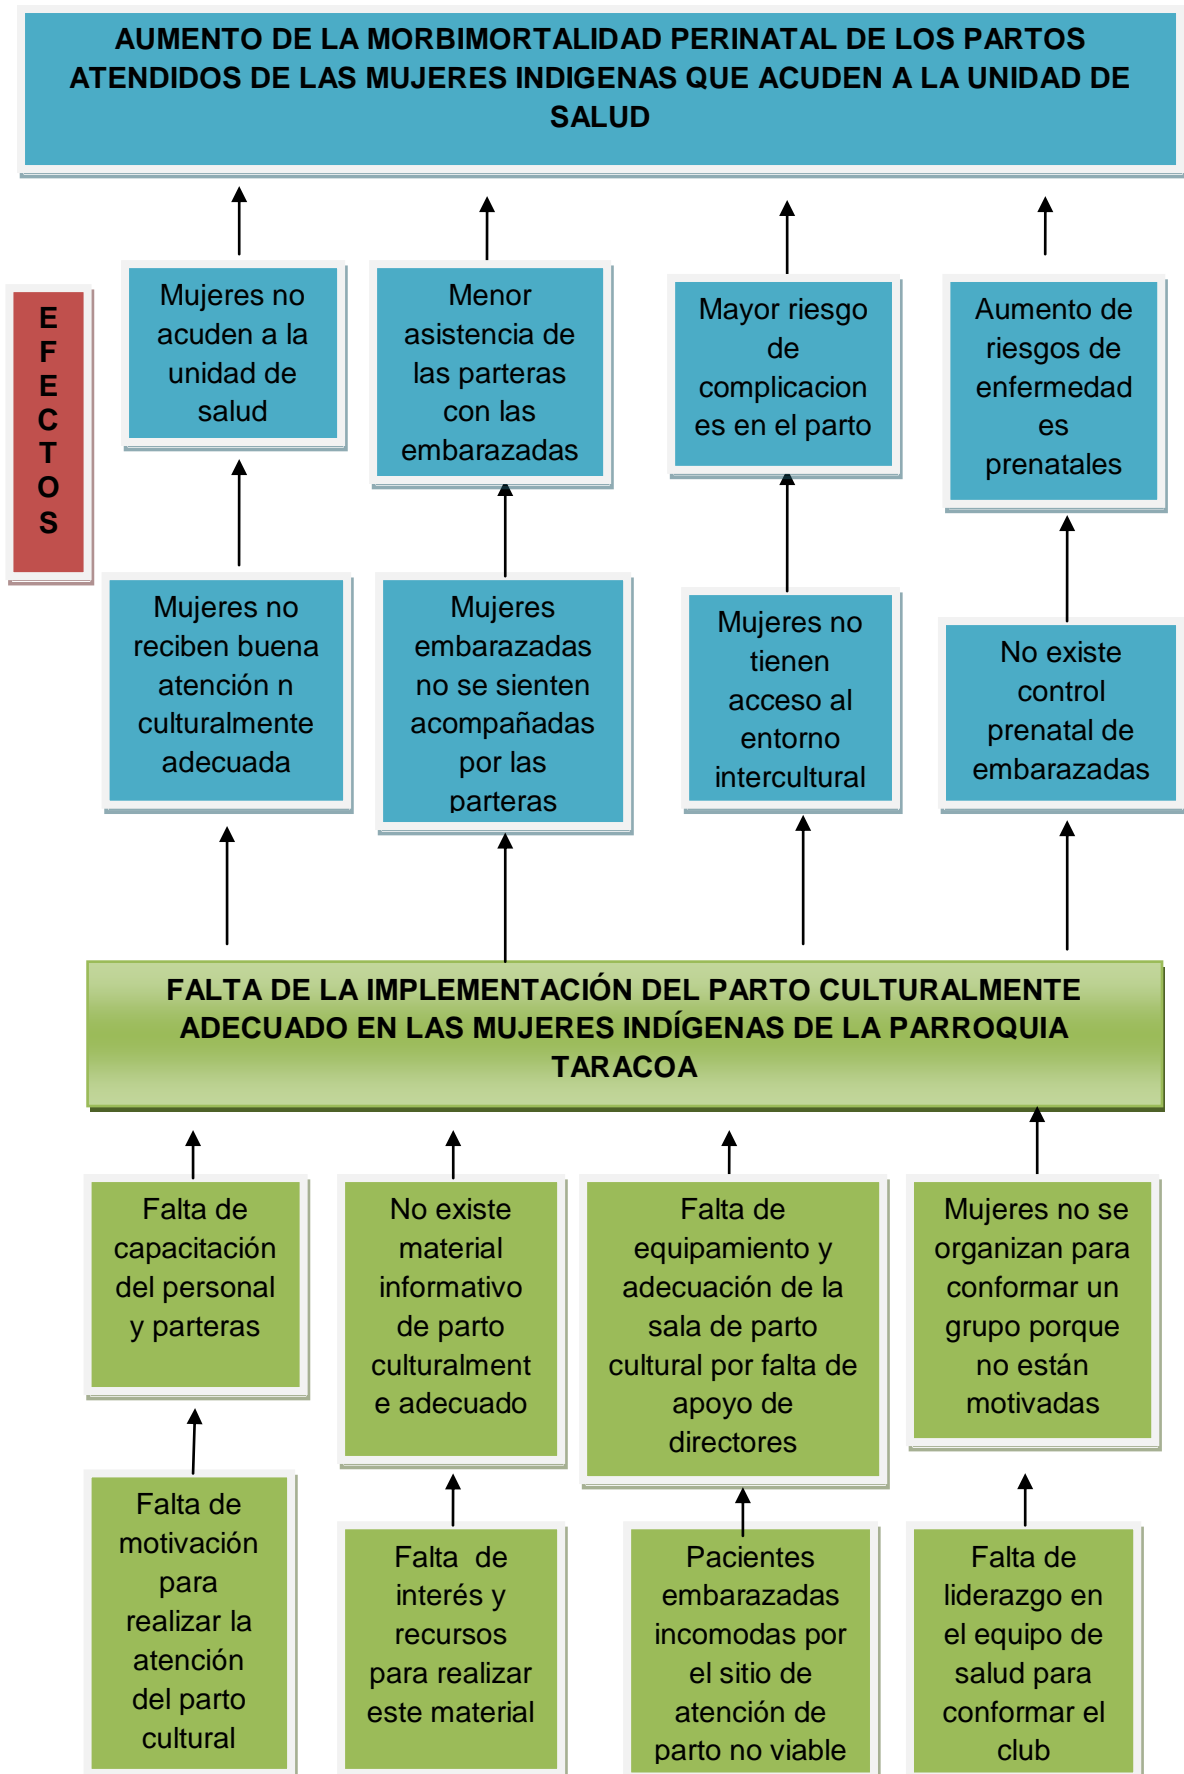 AUMENTO DE LA MORBIMORTALIDAD PERINATAL DE LOS PARTOS
ATENDIDOS DE LAS MUJERES INDIGENAS QUE ACUDEN A LA UNIDAD DE
SALUD
E
F
E
C
T
O
S
Mujeres no
acuden a la
unidad de
salud
Menor
asistencia de
las parteras
con las
embarazadas
Mayor riesgo
de
complicacion
es en el parto
Aumento de
riesgos de
enfermedad
es
prenatales
Mujeres no
reciben buena
atención n
culturalmente
adecuada
Mujeres
embarazadas
no se sienten
acompañadas
por las
parteras
Mujeres no
tienen
acceso al
entorno
intercultural
No existe
control
prenatal de
embarazadas
FALTA DE LA IMPLEMENTACIÓN DEL PARTO CULTURALMENTE
ADECUADO EN LAS MUJERES INDÍGENAS DE LA PARROQUIA
TARACOA
Falta de
capacitación
del personal
y parteras
No existe
material
informativo
de parto
culturalment
e adecuado
Falta de
equipamiento y
adecuación de la
sala de parto
cultural por falta de
apoyo de
directores
Mujeres no se
organizan para
conformar un
grupo porque
no están
motivadas
Falta de
motivación
para
realizar la
atención
del parto
cultural
Falta  de
interés y
recursos
para realizar
este material
Pacientes
embarazadas
incomodas por
el sitio de
atención de
parto no viable
Falta de
liderazgo en
el equipo de
salud para
conformar el
club